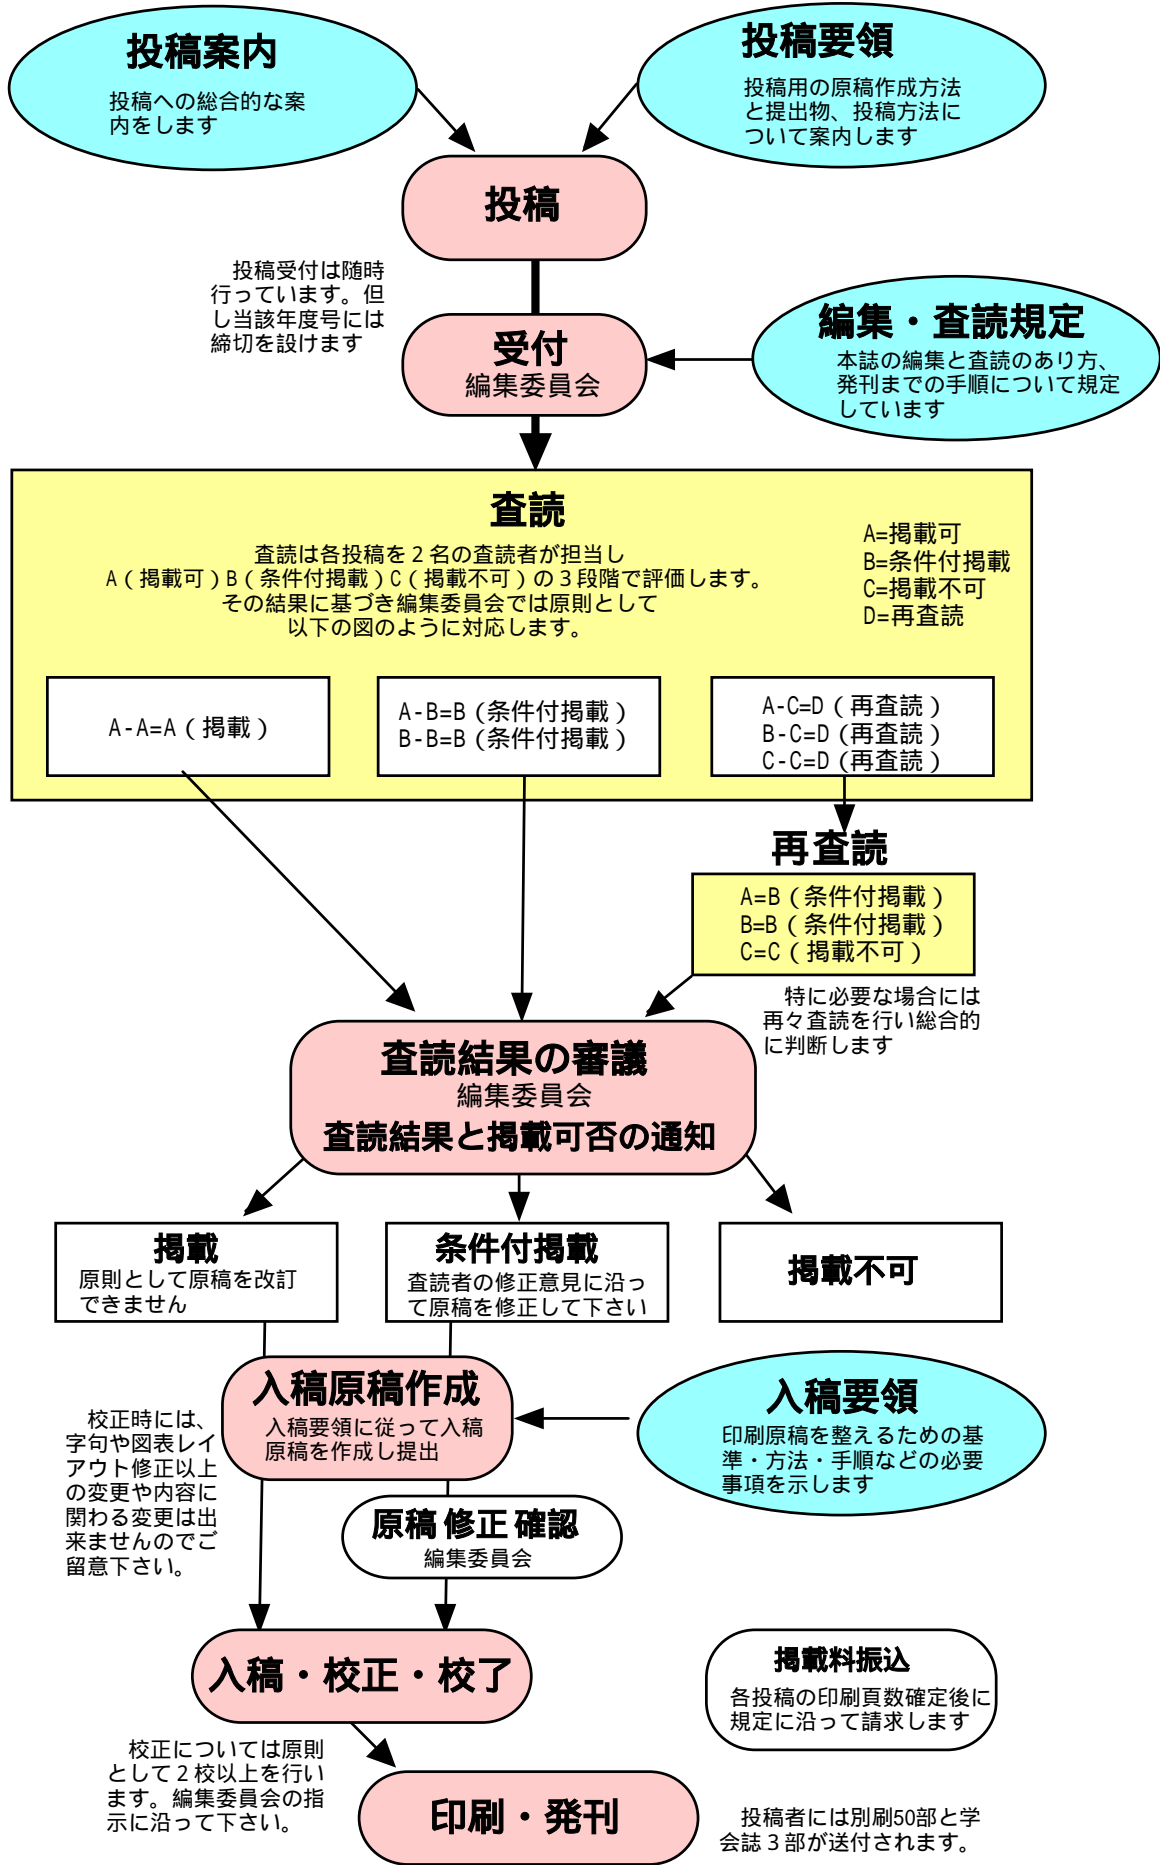 投稿案内
投稿への総合的な案
内をします
投稿要領
投稿用の原稿作成方法
と提出物、投稿方法に
ついて案内します
投稿
投稿受付は随時
行っています。但
し当該年度号には
締切を設けます
受付
編集委員会
編集・査読規定
本誌の編集と査読のあり方、
発刊までの手順について規定
しています
査読
査読は各投稿を2名の査読者が担当し
A(掲載可)B(条件付掲載)C(掲載不可)の3段階で評価します。
その結果に基づき編集委員会では原則として
以下の図のように対応します。
A=掲載可
B=条件付掲載
C=掲載不可
D=再査読
A-A=A(掲載)
A-B=B(条件付掲載)
B-B=B(条件付掲載)
A-C=D(再査読)
B-C=D(再査読)
C-C=D(再査読)
再査読
A=B(条件付掲載)
B=B(条件付掲載)
C=C(掲載不可)
特に必要な場合には
再々査読を行い総合的
に判断します
査読結果の審議
編集委員会
査読結果と掲載可否の通知
掲載
原則として原稿を改訂
できません
条件付掲載
査読者の修正意見に沿っ
て原稿を修正して下さい
掲載不可
入稿原稿作成
入稿要領に従って入稿
原稿を作成し提出
入稿要領
印刷原稿を整えるための基
準・方法・手順などの必要
事項を示します
校正時には、
字句や図表レイ
アウト修正以上
の変更や内容に
関わる変更は出
来ませんのでご
留意下さい。
原稿修正確認
編集委員会
入稿・校正・校了
掲載料振込
各投稿の印刷頁数確定後に
規定に沿って請求します
校正については原則
として2校以上を行い
ます。編集委員会の指
示に沿って下さい。
印刷・発刊
投稿者には別刷50部と学
会誌3部が送付されます。